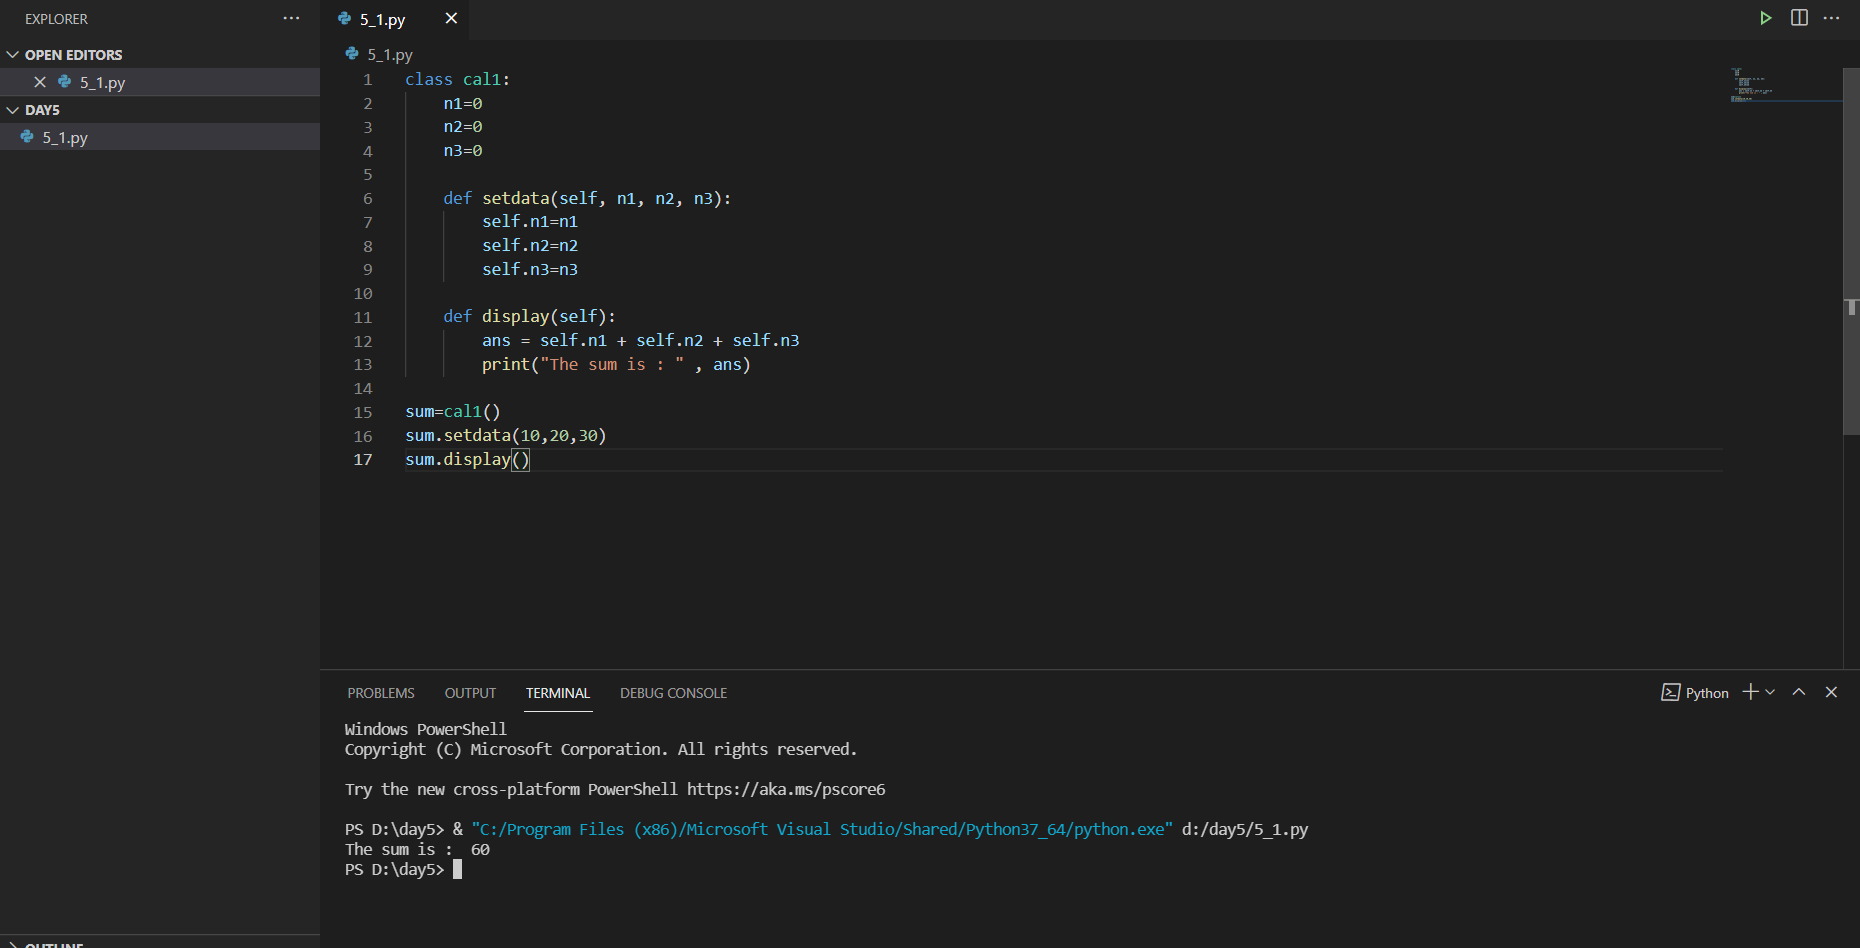 EXPLORER
OPEN EDITORS
5_1.py
DAY5
5_1.py
OUTLINE
5_1.py
5_1.py
1 class cal1:
2     n1=0
3     n2=0
4     n3=0
5
6     def setdata(self, n1, n2, n3):
7         self.n1=n1
8         self.n2=n2
9         self.n3=n3
10
11     def display(self):
12         ans = self.n1 + self.n2 + self.n3
13         print("The sum is : " , ans)
14
15 sum=cal1()
16 sum.setdata(10,20,30)
17 sum.display()
PROBLEMS OUTPUT TERMINAL DEBUG CONSOLE Python
Windows PowerShell
Copyright (C) Microsoft Corporation. All rights reserved.
Try the new cross-platform PowerShell https://aka.ms/pscore6
PS D:\day5> & "C:/Program Files (x86)/Microsoft Visual Studio/Shared/Python37_64/python.exe" d:/day5/5_1.py
The sum is :  60
PS D:\day5>